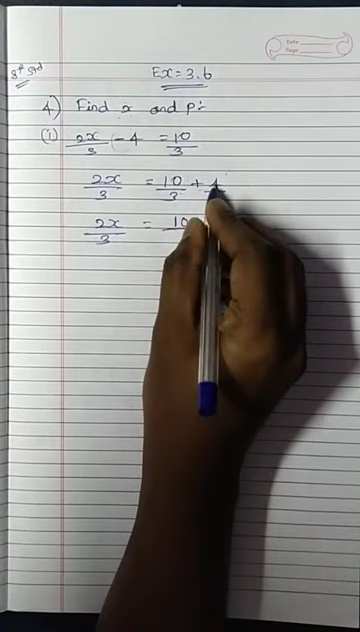 Date
Page
8th Std
Ex = 3.6
4) Find x and p:-
(i) 2x/3 - 4 = 10/3
2x/3 = 10/3 + 4
2x/3 = 10